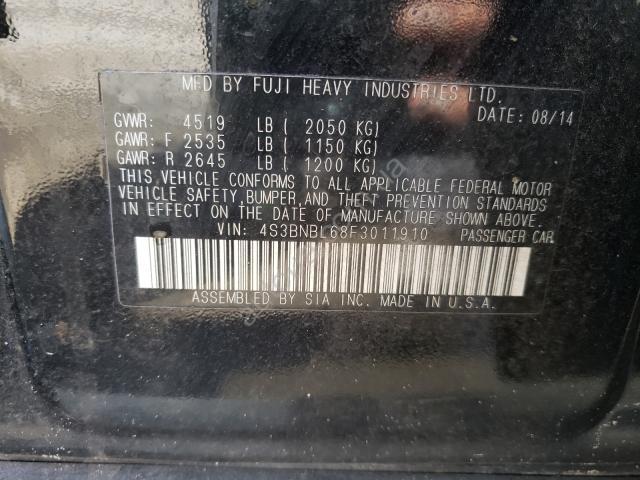 MFD BY FUJI HEAVY INDUSTRIES LTD.
DATE: 08/14
GVWR: 4519 LB ( 2050 KG)
GAWR: F 2535 LB ( 1150 KG)
GAWR: R 2645 LB ( 1200 KG)
THIS VEHICLE CONFORMS TO ALL APPLICABLE FEDERAL MOTOR
VEHICLE SAFETY, BUMPER, AND THEFT PREVENTION STANDARDS
IN EFFECT ON THE DATE OF MANUFACTURE SHOWN ABOVE.
VIN: 4S3BNBL68F3011910 PASSENGER CAR
ASSEMBLED BY SIA INC. MADE IN U.S.A.